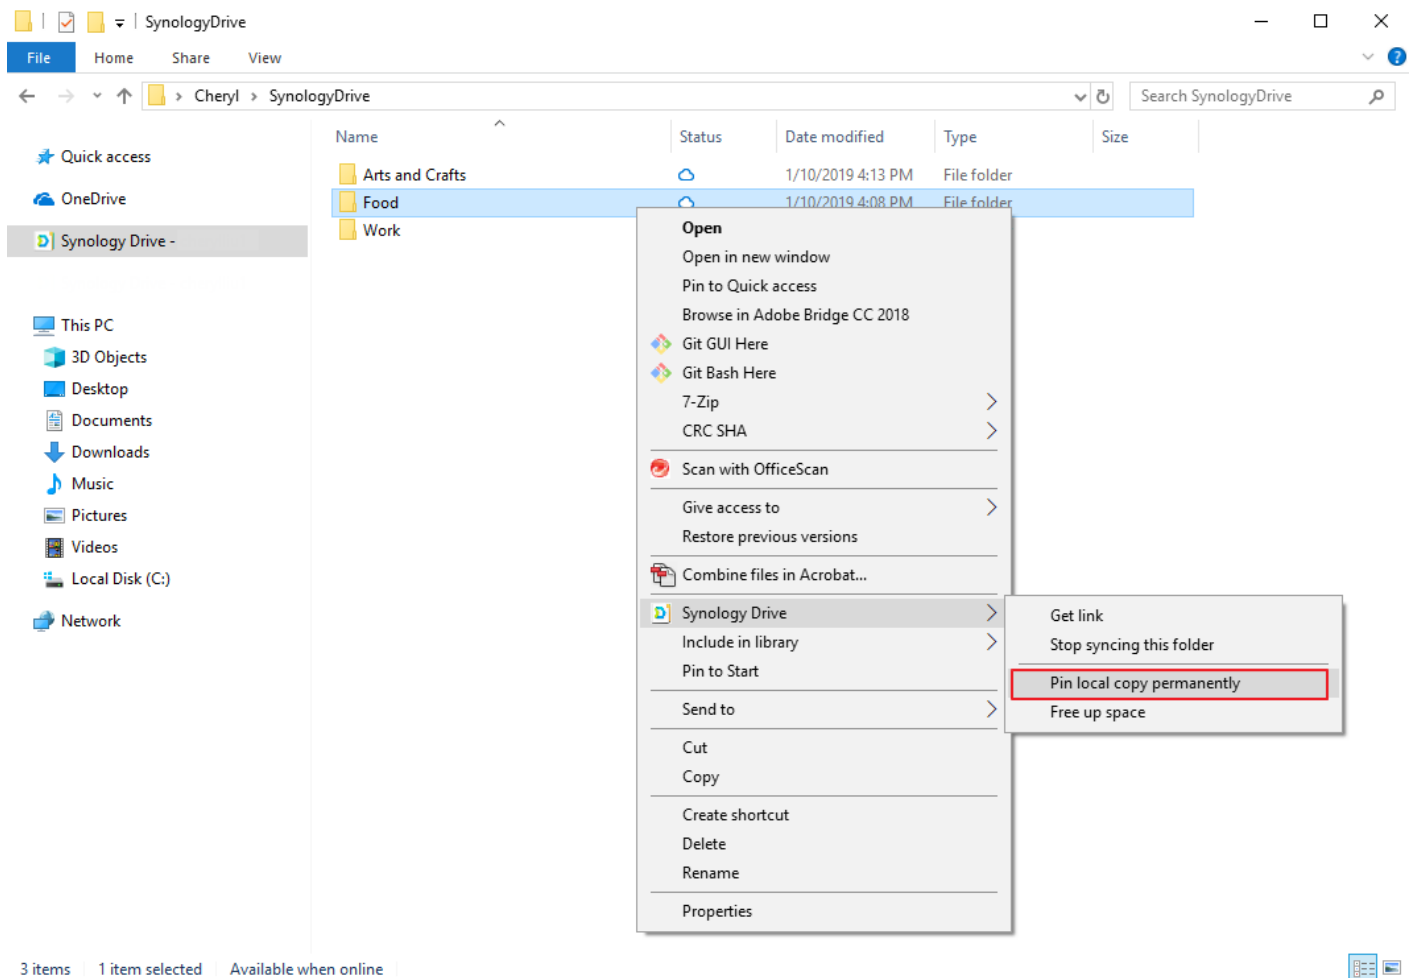 SynologyDrive
File Home Share View
Cheryl > SynologyDrive
Search SynologyDrive
Quick access
OneDrive
Synology Drive -
This PC
3D Objects
Desktop
Documents
Downloads
Music
Pictures
Videos
Local Disk (C:)
Network
Name Status Date modified Type Size
Arts and Crafts 1/10/2019 4:13 PM File folder
Food 1/10/2019 4:08 PM File folder
Work
Open
Open in new window
Pin to Quick access
Browse in Adobe Bridge CC 2018
Git GUI Here
Git Bash Here
7-Zip
CRC SHA
Scan with OfficeScan
Give access to
Restore previous versions
Combine files in Acrobat...
Synology Drive
Include in library
Pin to Start
Send to
Cut
Copy
Create shortcut
Delete
Rename
Properties
Get link
Stop syncing this folder
Pin local copy permanently
Free up space
3 items 1 item selected Available when online